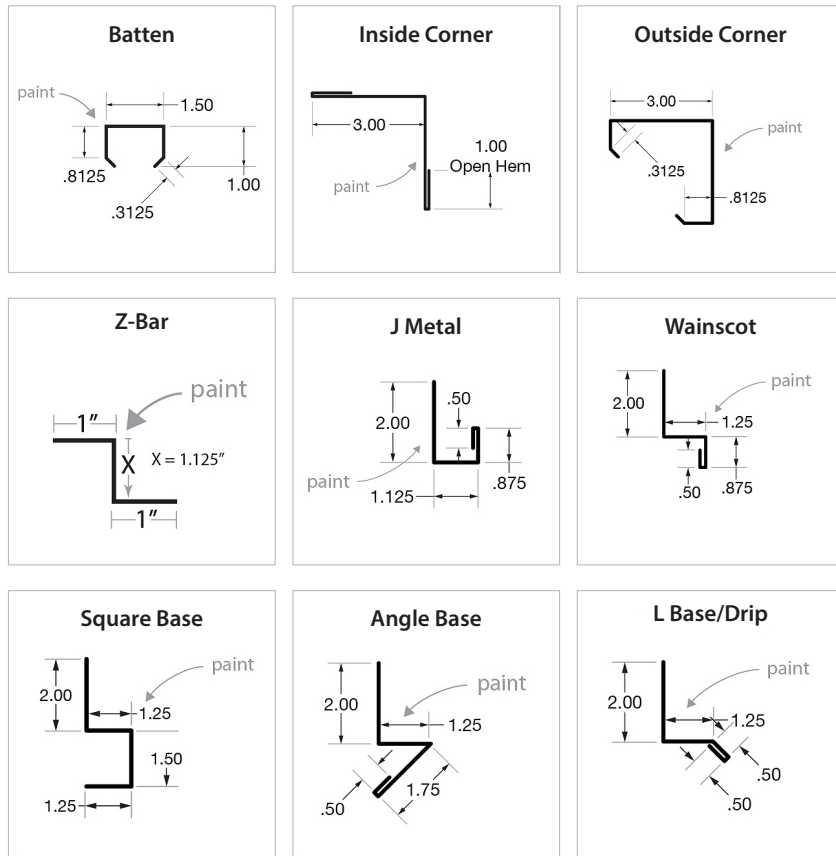 Batten
paint
1.50
.8125
1.00
.3125
Inside Corner
3.00
1.00
Open Hem
paint
Outside Corner
3.00
paint
.3125
.8125
Z-Bar
paint
1”
X
X = 1.125”
1”
J Metal
.50
2.00
paint
1.125
.875
Wainscot
paint
2.00
1.25
.50
.875
Square Base
paint
2.00
1.25
1.50
1.25
Angle Base
paint
2.00
1.25
1.75
.50
L Base/Drip
paint
2.00
1.25
.50
.50